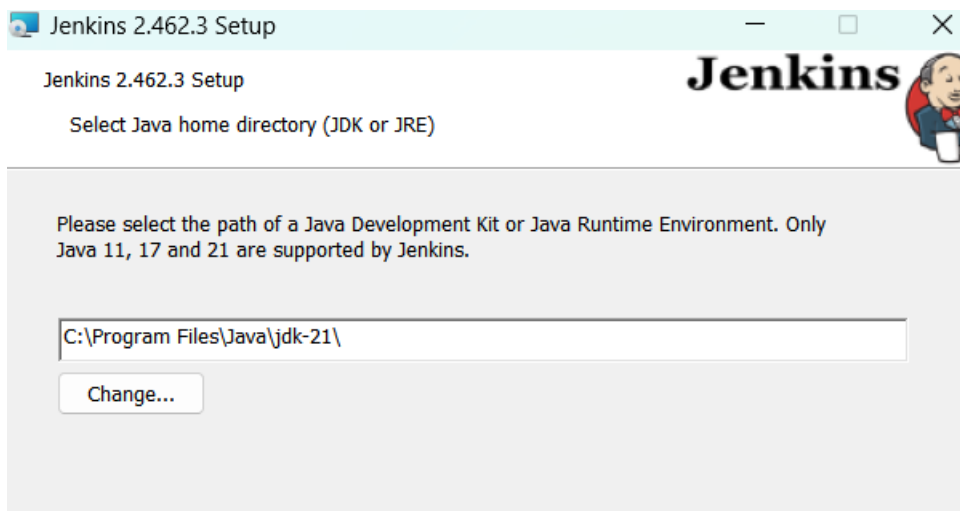 Jenkins 2.462.3 Setup
Jenkins 2.462.3 Setup
Jenkins
Select Java home directory (JDK or JRE)
Please select the path of a Java Development Kit or Java Runtime Environment. Only
Java 11, 17 and 21 are supported by Jenkins.
C:\Program Files\Java\jdk-21\
Change...